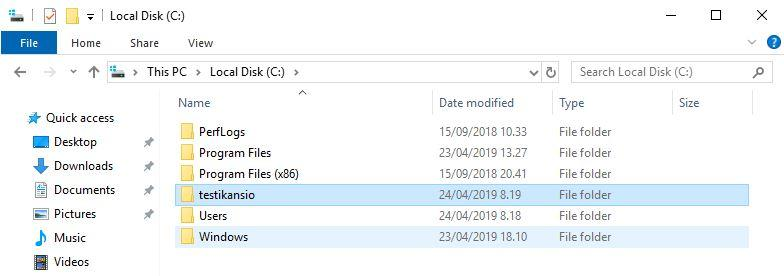 Local Disk (C:)
File Home Share View
This PC Local Disk (C:) Search Local Disk (C:)
Name Date modified Type Size
Quick access
Desktop
Downloads
Documents
Pictures
Music
Videos
PerfLogs 15/09/2018 10.33 File folder
Program Files 23/04/2019 13.27 File folder
Program Files (x86) 15/09/2018 20.41 File folder
testikansio 24/04/2019 8.19 File folder
Users 24/04/2019 8.18 File folder
Windows 23/04/2019 18.10 File folder